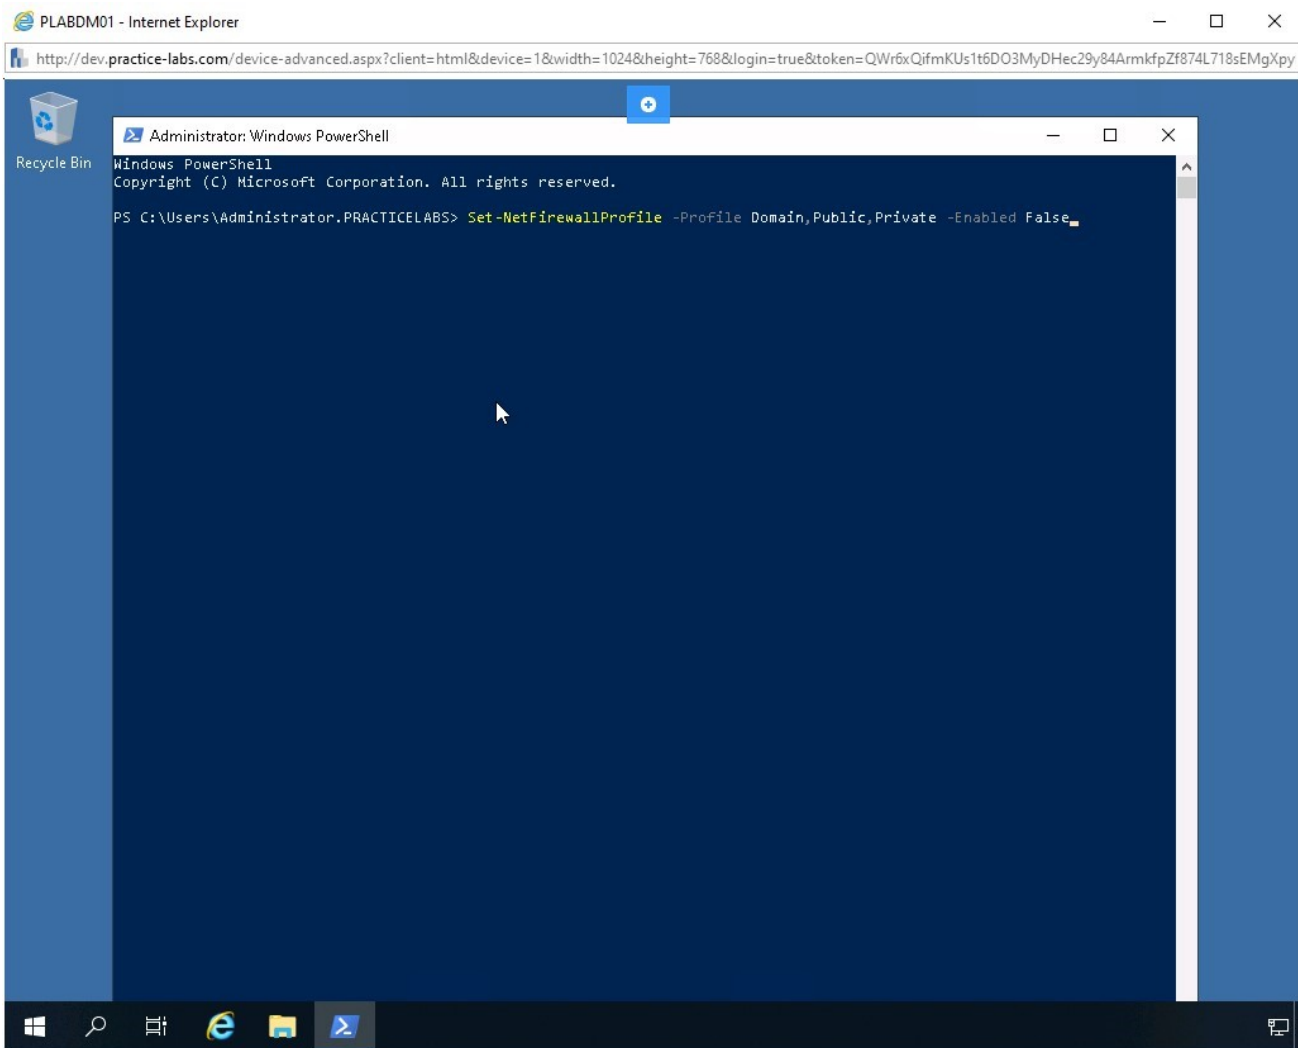 PLABDM01 - Internet Explorer
http://dev.practice-labs.com/device-advanced.aspx?client=html&device=1&width=1024&height=768&login=true&token=QWr6xQifmKUs1t6DO3MyDHec29y84ArmkfpZf874L718sEMgXpy
Administrator: Windows PowerShell
Recycle Bin
Windows PowerShell
Copyright (C) Microsoft Corporation. All rights reserved.
PS C:\Users\Administrator.PRACTICELABS> Set-NetFirewallProfile -Profile Domain,Public,Private -Enabled False